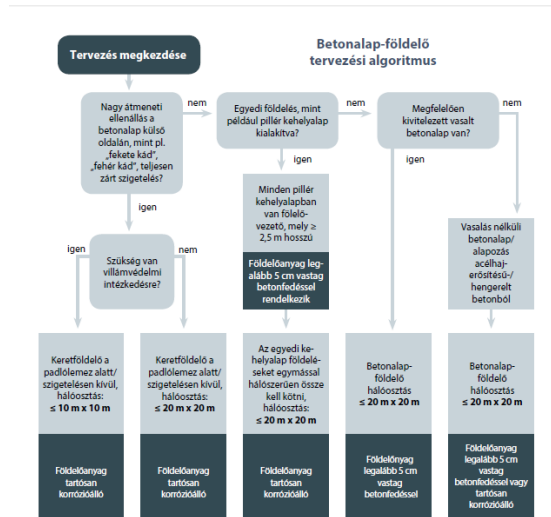 Betonalap-földelő
tervezési algoritmus
Tervezés megkezdése
Nagy átmeneti
ellenállás a
betonalap külső
oldalán, mint pl.
„fekete kád”,
„fehér kád”, teljesen
zárt szigetelés?
nem
Egyedi földelés, mint
például pillér kehelyalap
kialakítva?
nem
Megfelelően
kivitelezett vasalt
betonalap van?
nem
igen
igen
igen
Minden pillér
kehelyalapban
van fölelő-
vezető, mely ≥
2,5 m hosszú
Földelőanyag leg-
alább 5 cm vastag
betonfedéssel
rendelkezik
Vasalás nélküli
betonalap/
alapozás
acélhaj-
erősítésű-/
hengerelt
betonból
igen
Szükség van
villámvédelmi
intézkedésre?
nem
Keretföldelő a
padlólemez alatt/
szigetelésen kívül,
hálóosztás:
≤ 10 m x 10 m
Földelőanyag
tartósan
korrózióálló
Keretföldelő a
padlólemez alatt/
szigetelésen kívül,
hálóosztás:
≤ 20 m x 20 m
Földelőanyag
tartósan
korrózióálló
Az egyedi ke-
helyalap földelé-
seket egymással
hálószerűen össze
kell kötni,
hálóosztás:
≤ 20 m x 20 m
Földelőanyag
tartósan
korrózióálló
Betonalap-
földelő
hálóosztás
≤ 20 m x 20 m
Földelőnyag
legalább 5 cm
vastag
betonfedéssel
Betonalap-
földelő
hálóosztás
≤ 20 m x 20 m
Földelőanyag
legalább 5 cm
vastag
betonfedéssel vagy
tartósan
korrózióálló